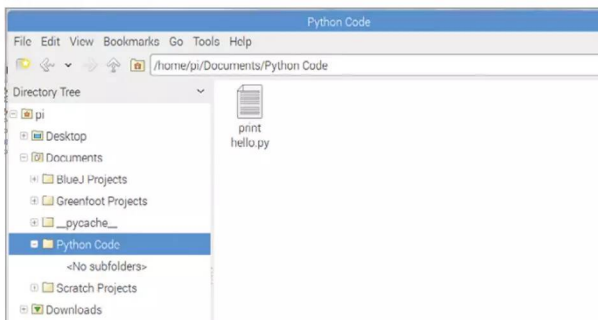 Python Code
File Edit View Bookmarks Go Tools Help
/home/pi/Documents/Python Code
Directory Tree
pi
Desktop
Documents
BlueJ Projects
Greenfoot Projects
__pycache__
Python Code
<No subfolders>
Scratch Projects
Downloads
print
hello.py